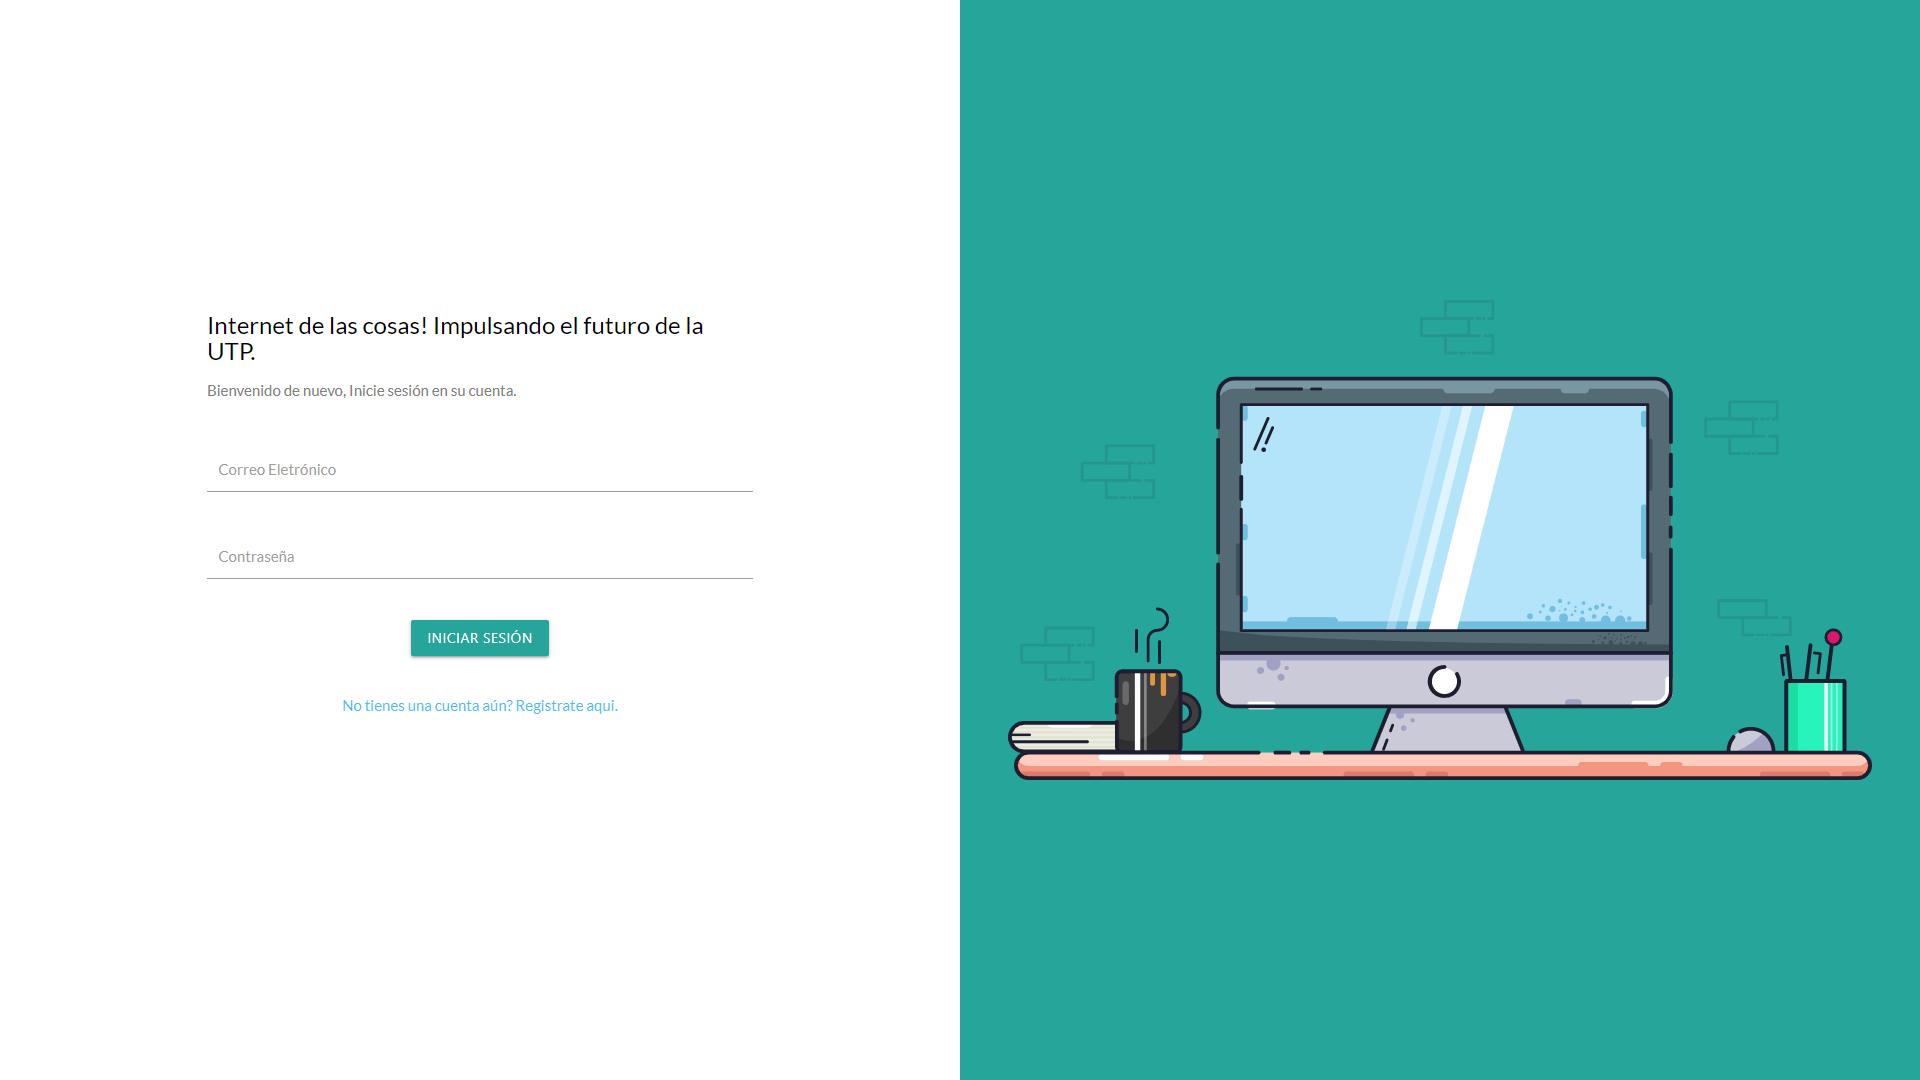 Internet de las cosas! Impulsando el futuro de la
UTP.
Bienvenido de nuevo, Inicie sesión en su cuenta.
Correo Eletrónico
Contraseña
INICIAR SESIÓN
No tienes una cuenta aún? Registrate aqui.